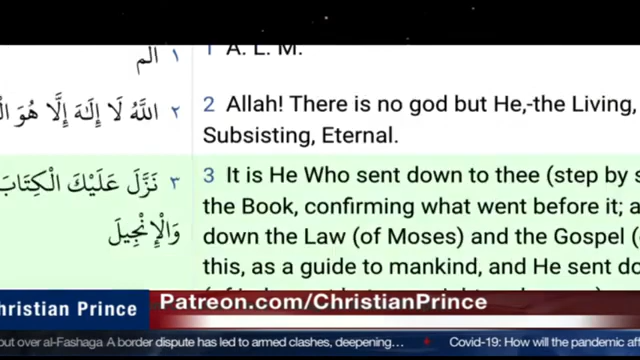 الم ١
1 A. L. M.
اللَّهُ لَا إِلَٰهَ إِلَّا هُوَ ٢
2 Allah! There is no god but He,-the Living,
Subsisting, Eternal.
نَزَّلَ عَلَيْكَ الْكِتَابَ ٣
وَالْإِنْجِيلَ
3 It is He Who sent down to thee (step by
the Book, confirming what went before it;
down the Law (of Moses) and the Gospel
this, as a guide to mankind, and He sent
Christian Prince
Patreon.com/ChristianPrince
out over al-Fashaga A border dispute has led to armed clashes, deepening...
Covid-19: How will the pandemic